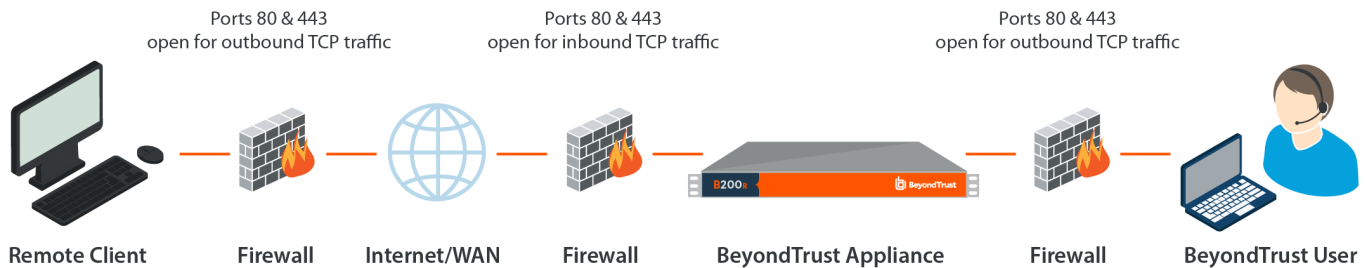 Ports 80 & 443
open for outbound TCP traffic
Ports 80 & 443
open for inbound TCP traffic
Ports 80 & 443
open for outbound TCP traffic
B200R
BeyondTrust
Remote Client
Firewall
Internet/WAN
Firewall
BeyondTrust Appliance
Firewall
BeyondTrust User